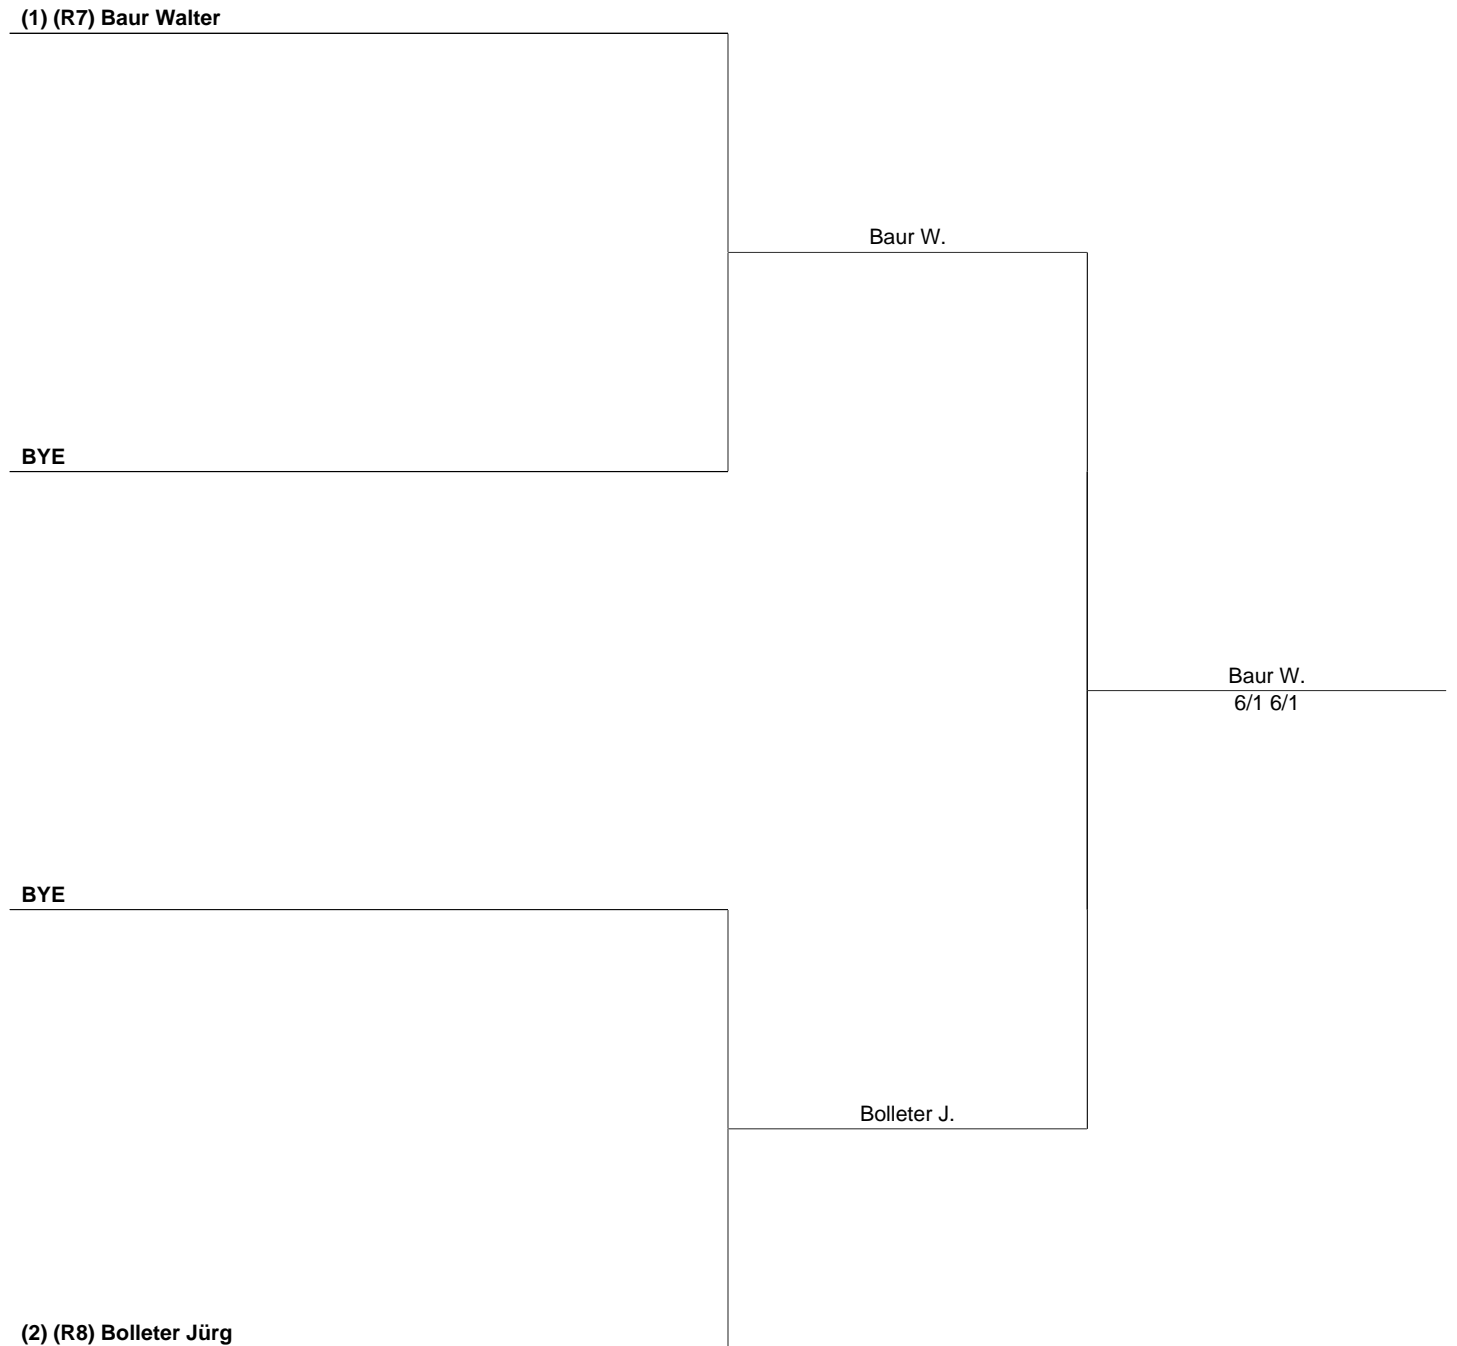 (1) (R7) Baur Walter
Baur W.
BYE
Baur W.
6/1 6/1
BYE
Bolleter J.
(2) (R8) Bolleter Jürg